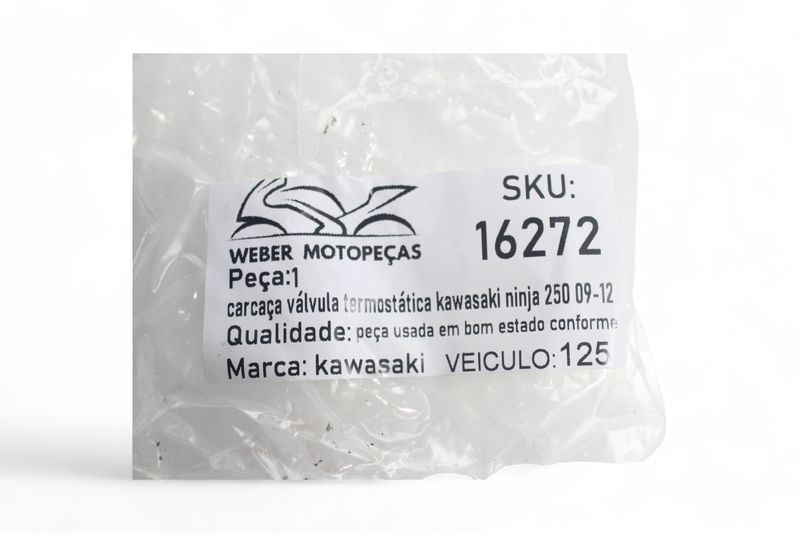 WEBER MOTOPEÇAS
SKU:
16272
Peça:1
carcaça válvula termostática kawasaki ninja 250 09-12
Qualidade: peça usada em bom estado conforme
Marca: kawasaki VEICULO: 125